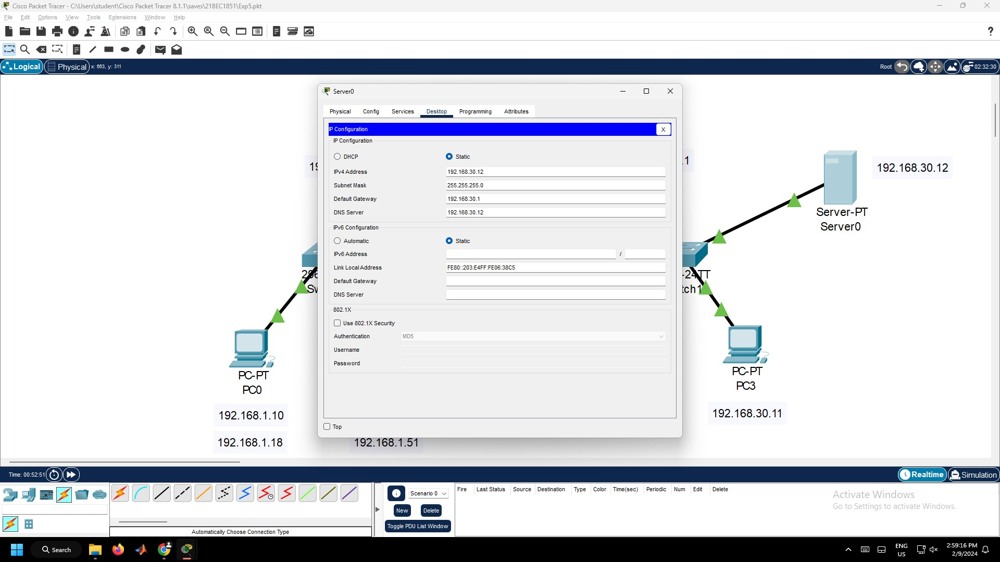 Cisco Packet Tracer - C:\Users\student\Cisco Packet Tracer 8.1.1\saves\21BEC1851\Exp5.pkt
File Edit Options View Tools Extensions Window Help
?
Logical Physical x: 663, y: 311
Root 02:32:30
Server0
Physical Config Services Desktop Programming Attributes
IP Configuration X
IP Configuration
DHCP Static
IPv4 Address 192.168.30.12
Subnet Mask 255.255.255.0
Default Gateway 192.168.30.1
DNS Server 192.168.30.12
IPv6 Configuration
Automatic Static
IPv6 Address /
Link Local Address FE80::203:E4FF:FE06:38C5
Default Gateway
DNS Server
802.1X
Use 802.1X Security
Authentication MD5
Username
Password
Top
19
.1
192.168.30.12
Server-PT
Server0
296
Sw
-24TT
tch1
PC-PT
PC0
192.168.1.10
192.168.1.18
192.168.1.51
PC-PT
PC3
192.168.30.11
Time: 00:52:51
Realtime Simulation
Scenario 0
New Delete
Toggle PDU List Window
Fire Last Status Source Destination Type Color Time(sec) Periodic Num Edit Delete
Automatically Choose Connection Type
Activate Windows
Go to Settings to activate Windows.
Search
ENG
US
2:59:16 PM
2/9/2024